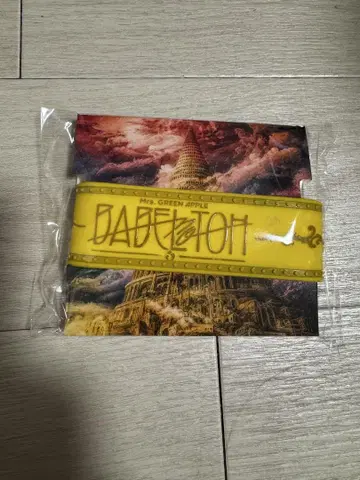 Mrs. GREEN APPLE
BABEL no TOH